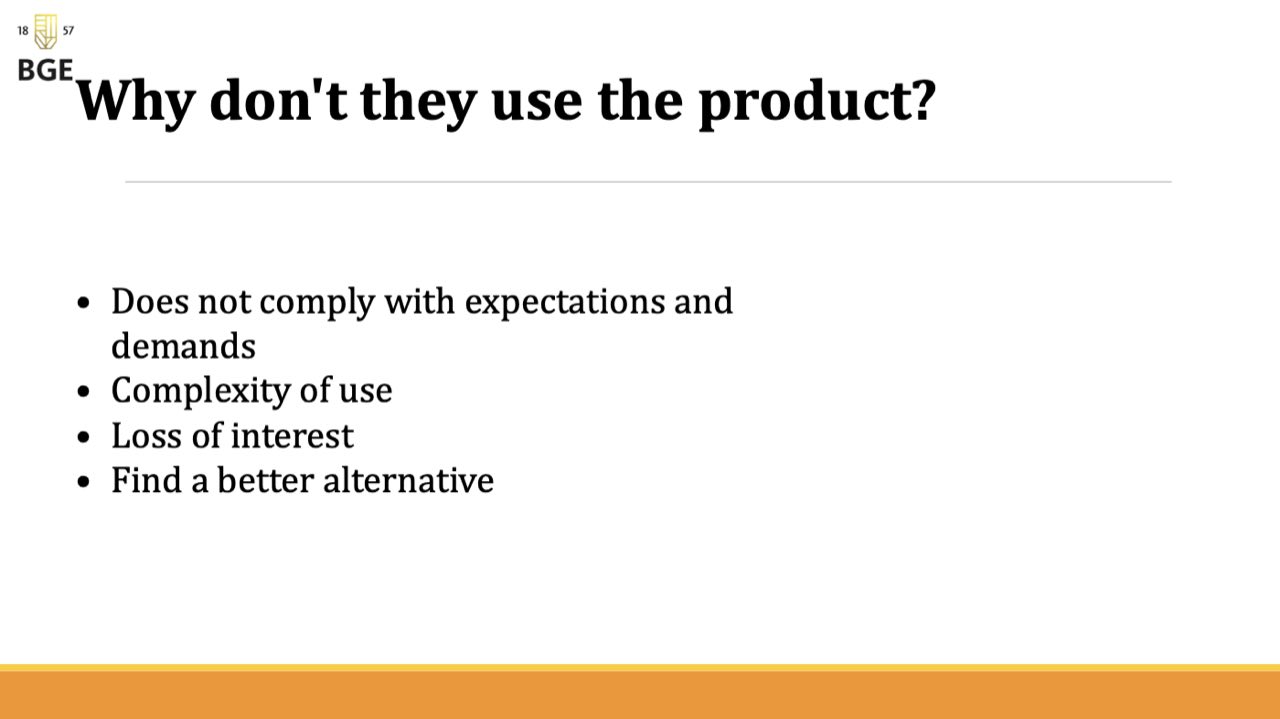 18 57
BGE
Why don't they use the product?
• Does not comply with expectations and
demands
• Complexity of use
• Loss of interest
• Find a better alternative